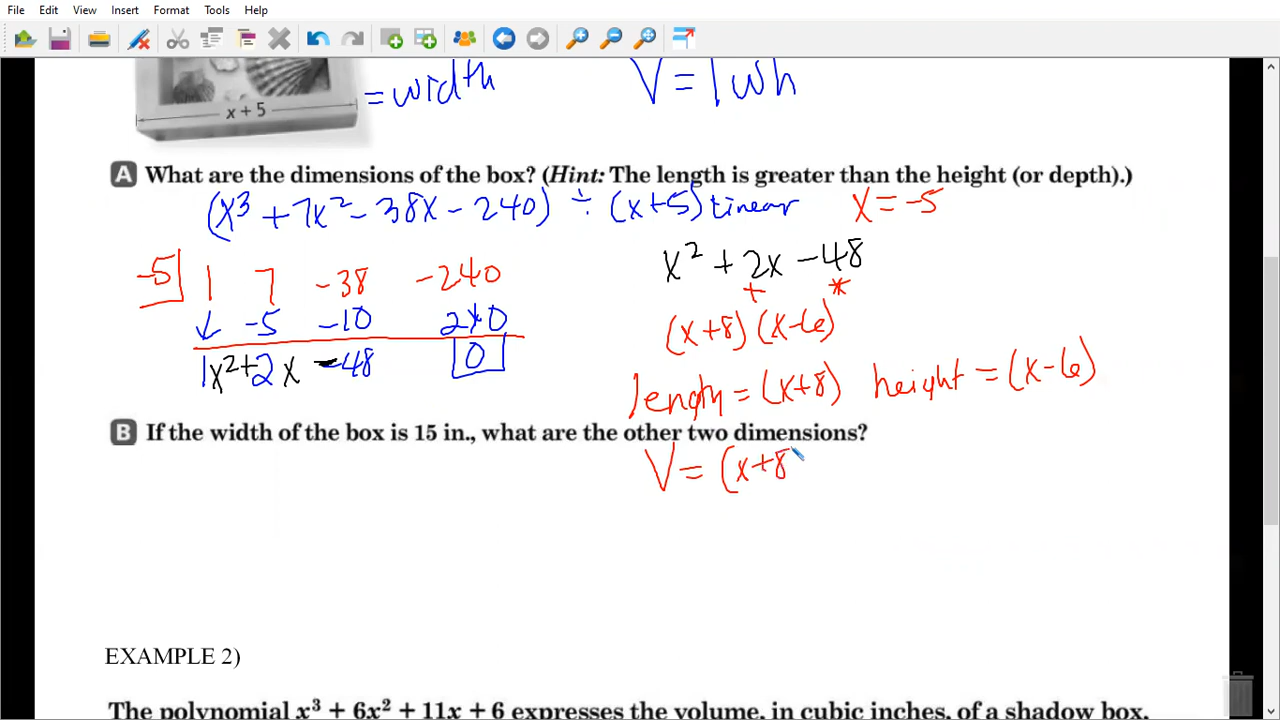 File Edit View Insert Format Tools Help
x + 5
= width
V = lwh
A What are the dimensions of the box? (Hint: The length is greater than the height (or depth).)
(x³ + 7x² - 38x - 240) ÷ (x+5) linear
x = -5
-5| 1 7 -38 -240
↓ -5 -10 240
1x² + 2x - 48 0
x² + 2x - 48
+ *
(x+8)(x-6)
length = (x+8) height = (x-6)
B If the width of the box is 15 in., what are the other two dimensions?
V = (x+8
EXAMPLE 2)
The polynomial x³ + 6x² + 11x + 6 expresses the volume, in cubic inches, of a shadow box.